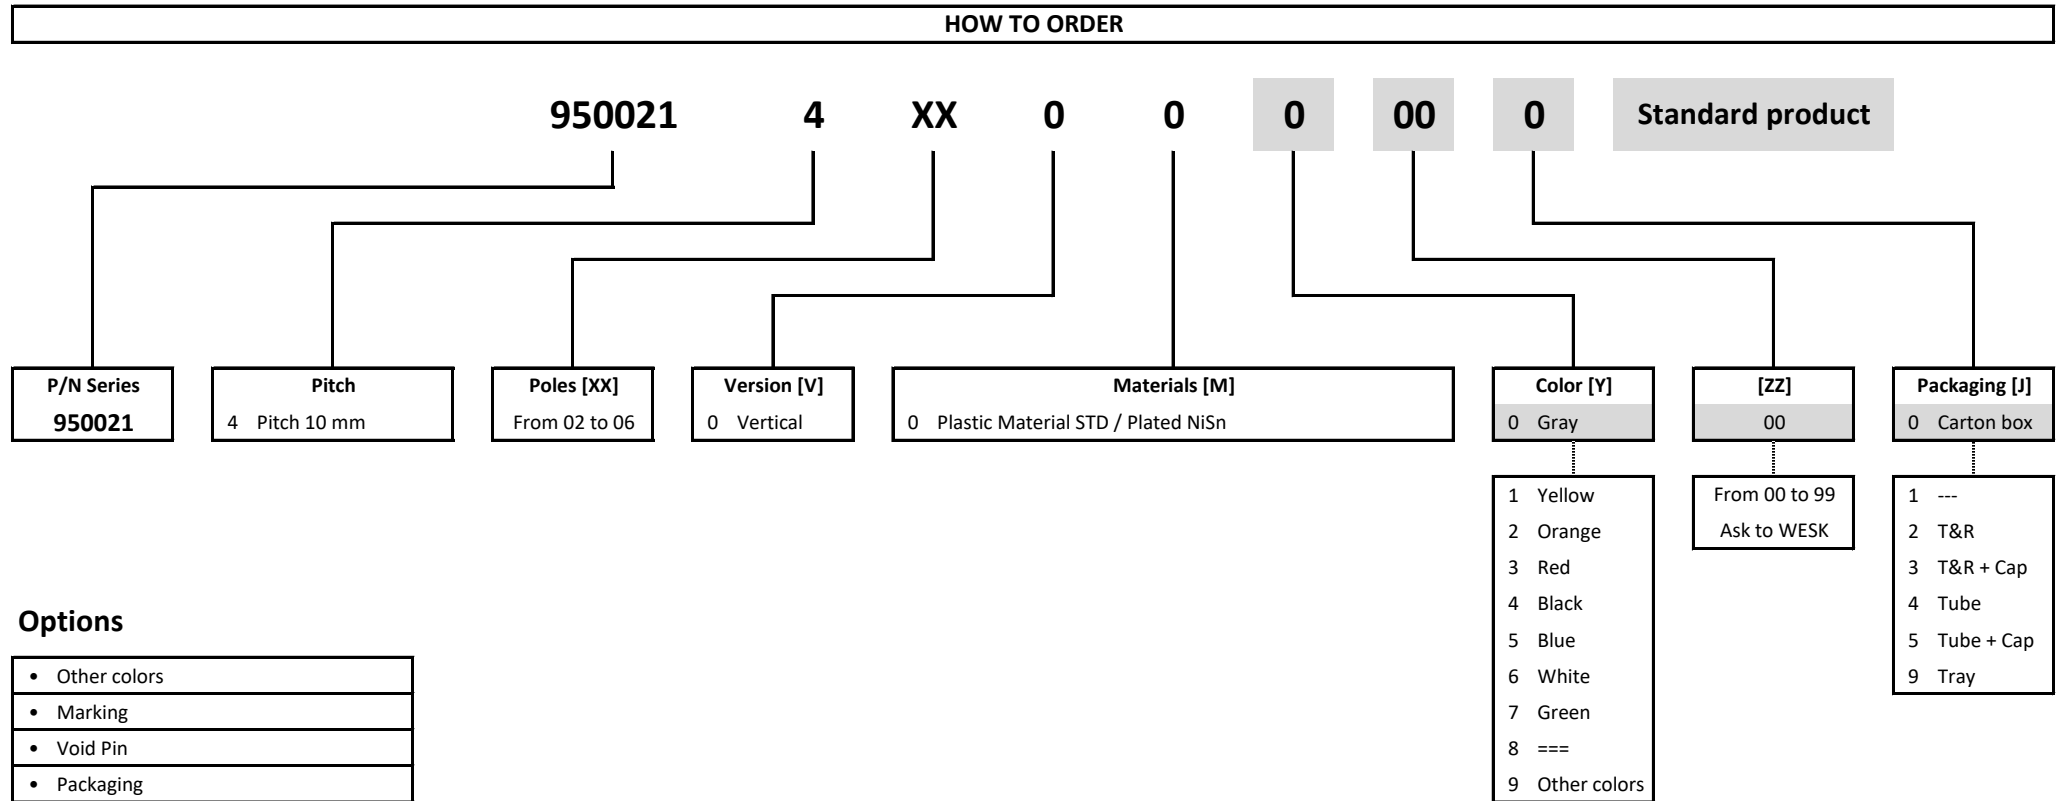 HOW TO ORDER
950021 4 XX 0 0 0 00 0 Standard product
P/N Series
950021
Pitch
4 Pitch 10 mm
Poles [XX]
From 02 to 06
Version [V]
0 Vertical
Materials [M]
0 Plastic Material STD / Plated NiSn
Color [Y]
0 Gray
1 Yellow
2 Orange
3 Red
4 Black
5 Blue
6 White
7 Green
8 ===
9 Other colors
[ZZ]
00
From 00 to 99
Ask to WESK
Packaging [J]
0 Carton box
1 ---
2 T&R
3 T&R + Cap
4 Tube
5 Tube + Cap
9 Tray
Options
• Other colors
• Marking
• Void Pin
• Packaging